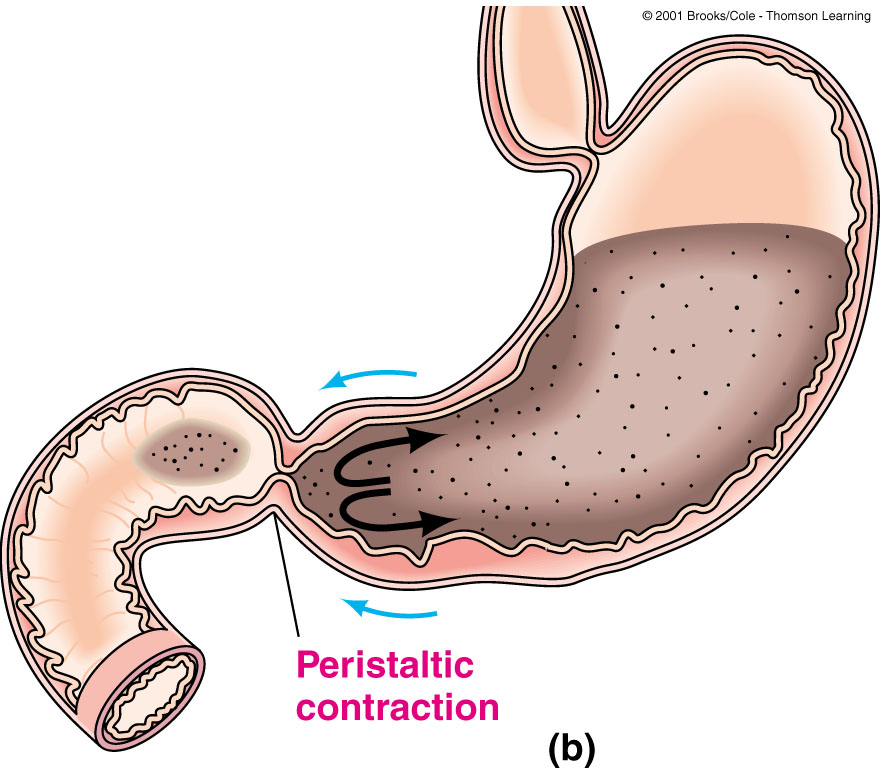 © 2001 Brooks/Cole - Thomson Learning
Peristaltic
contraction
(b)